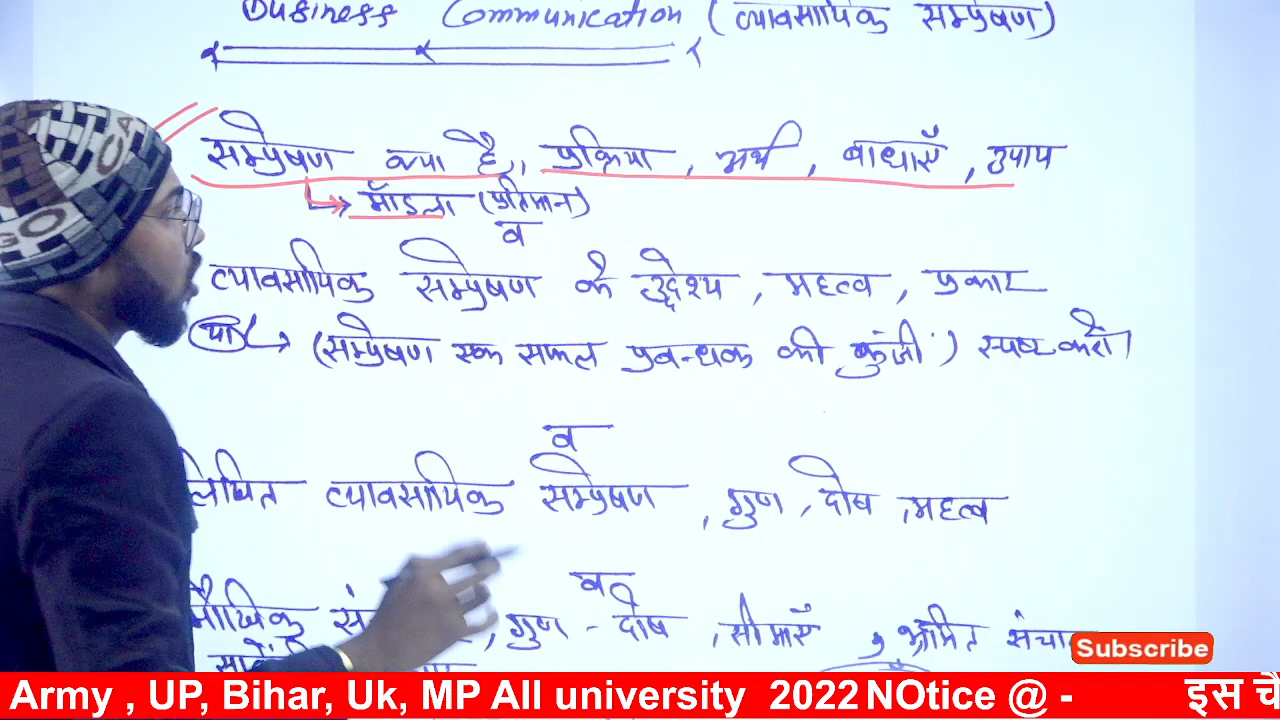 Business Communication (व्यावसायिक सम्प्रेषण)
सम्प्रेषण क्या है, प्रक्रिया, अर्थ, बाधाएँ, उपाय
मॉडल (प्रतिमान)
व
व्यावसायिक सम्प्रेषण के उद्देश्य, महत्व, प्रकार
या (सम्प्रेषण एक सफल प्रबन्धक की कुंजी) स्पष्ट करो।
व
लिखित व्यावसायिक सम्प्रेषण, गुण, दोष, महत्व
व
मौखिक गुण - दोष, सीमाएँ,
Subscribe
Army , UP, Bihar, Uk, MP All university 2022 NOtice @ - इस चै